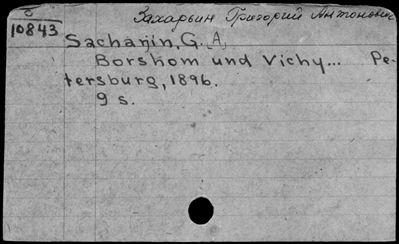 Захарьин Григорий Антонович
10843
Sacharjin, G. A.
Borshom und Vichy... Pe-
tersburg, 1896.
9 s.